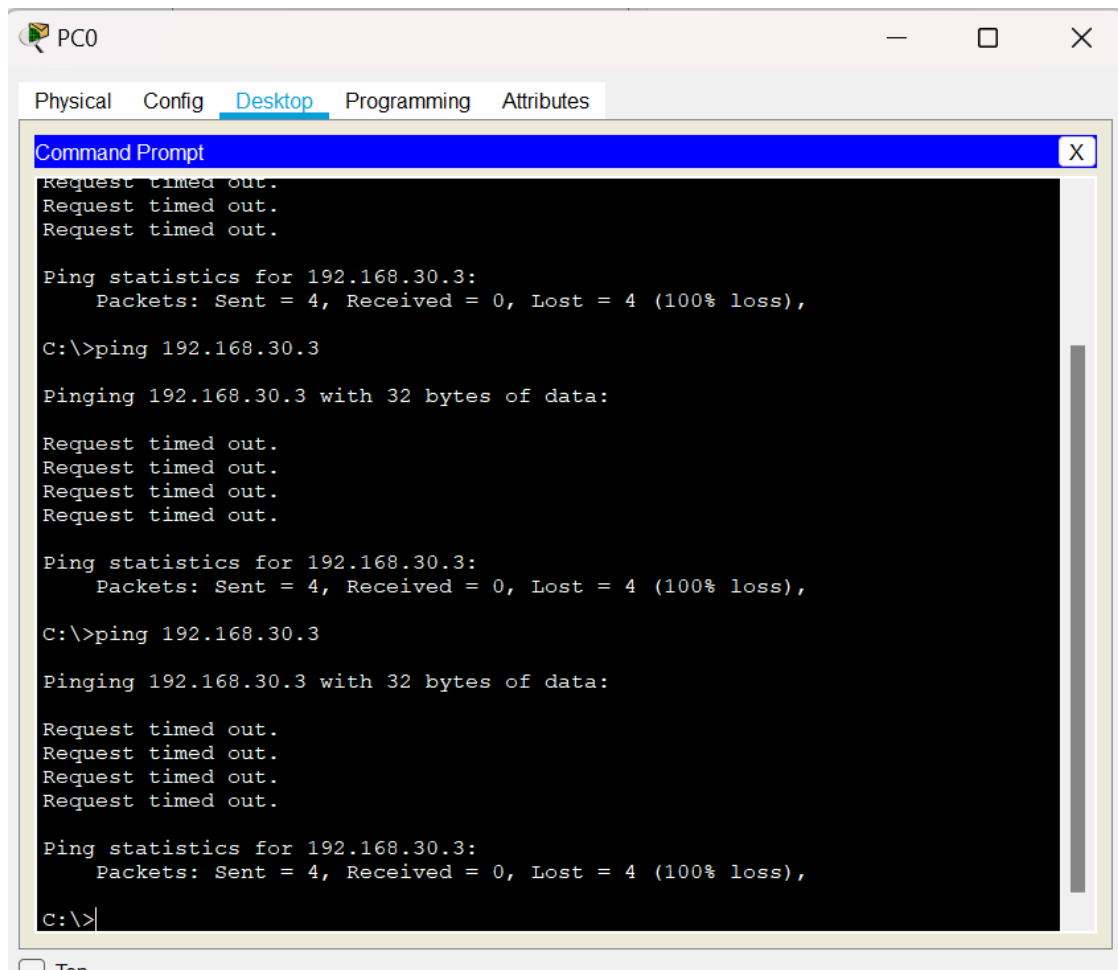 PC0
Physical Config Desktop Programming Attributes
Command Prompt
X
Request timed out.
Request timed out.
Request timed out.
Ping statistics for 192.168.30.3:
Packets: Sent = 4, Received = 0, Lost = 4 (100% loss),
C:\>ping 192.168.30.3
Pinging 192.168.30.3 with 32 bytes of data:
Request timed out.
Request timed out.
Request timed out.
Request timed out.
Ping statistics for 192.168.30.3:
Packets: Sent = 4, Received = 0, Lost = 4 (100% loss),
C:\>ping 192.168.30.3
Pinging 192.168.30.3 with 32 bytes of data:
Request timed out.
Request timed out.
Request timed out.
Request timed out.
Ping statistics for 192.168.30.3:
Packets: Sent = 4, Received = 0, Lost = 4 (100% loss),
C:\>
Top